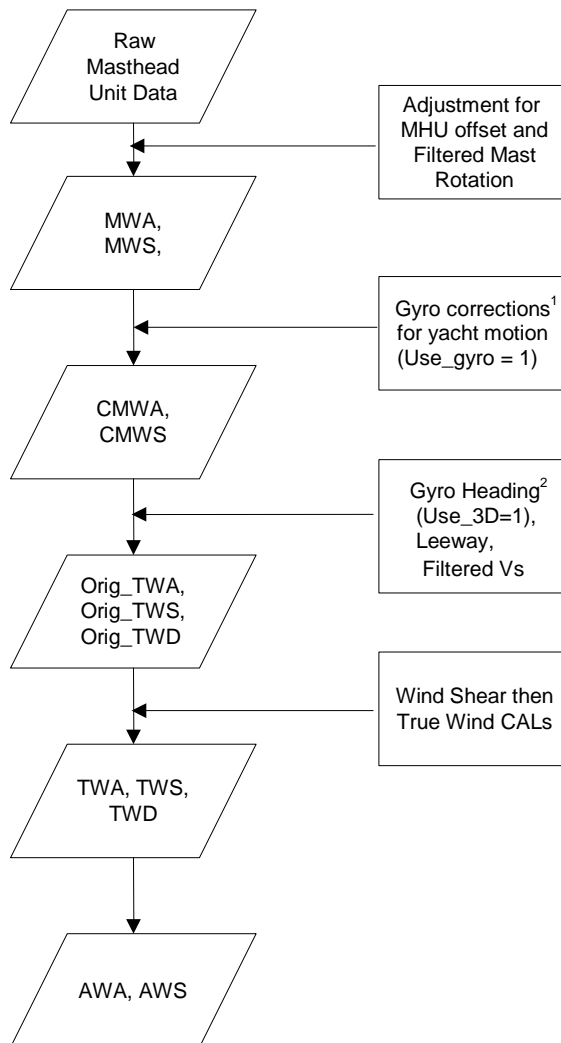 Raw
Masthead
Unit Data
Adjustment for
MHU offset and
Filtered Mast
Rotation
MWA,
MWS,
Gyro corrections¹
for yacht motion
(Use_gyro = 1)
CMWA,
CMWS
Gyro Heading²
(Use_3D=1),
Leeway,
Filtered Vs
Orig_TWA,
Orig_TWS,
Orig_TWD
Wind Shear then
True Wind CALs
TWA, TWS,
TWD
AWA, AWS